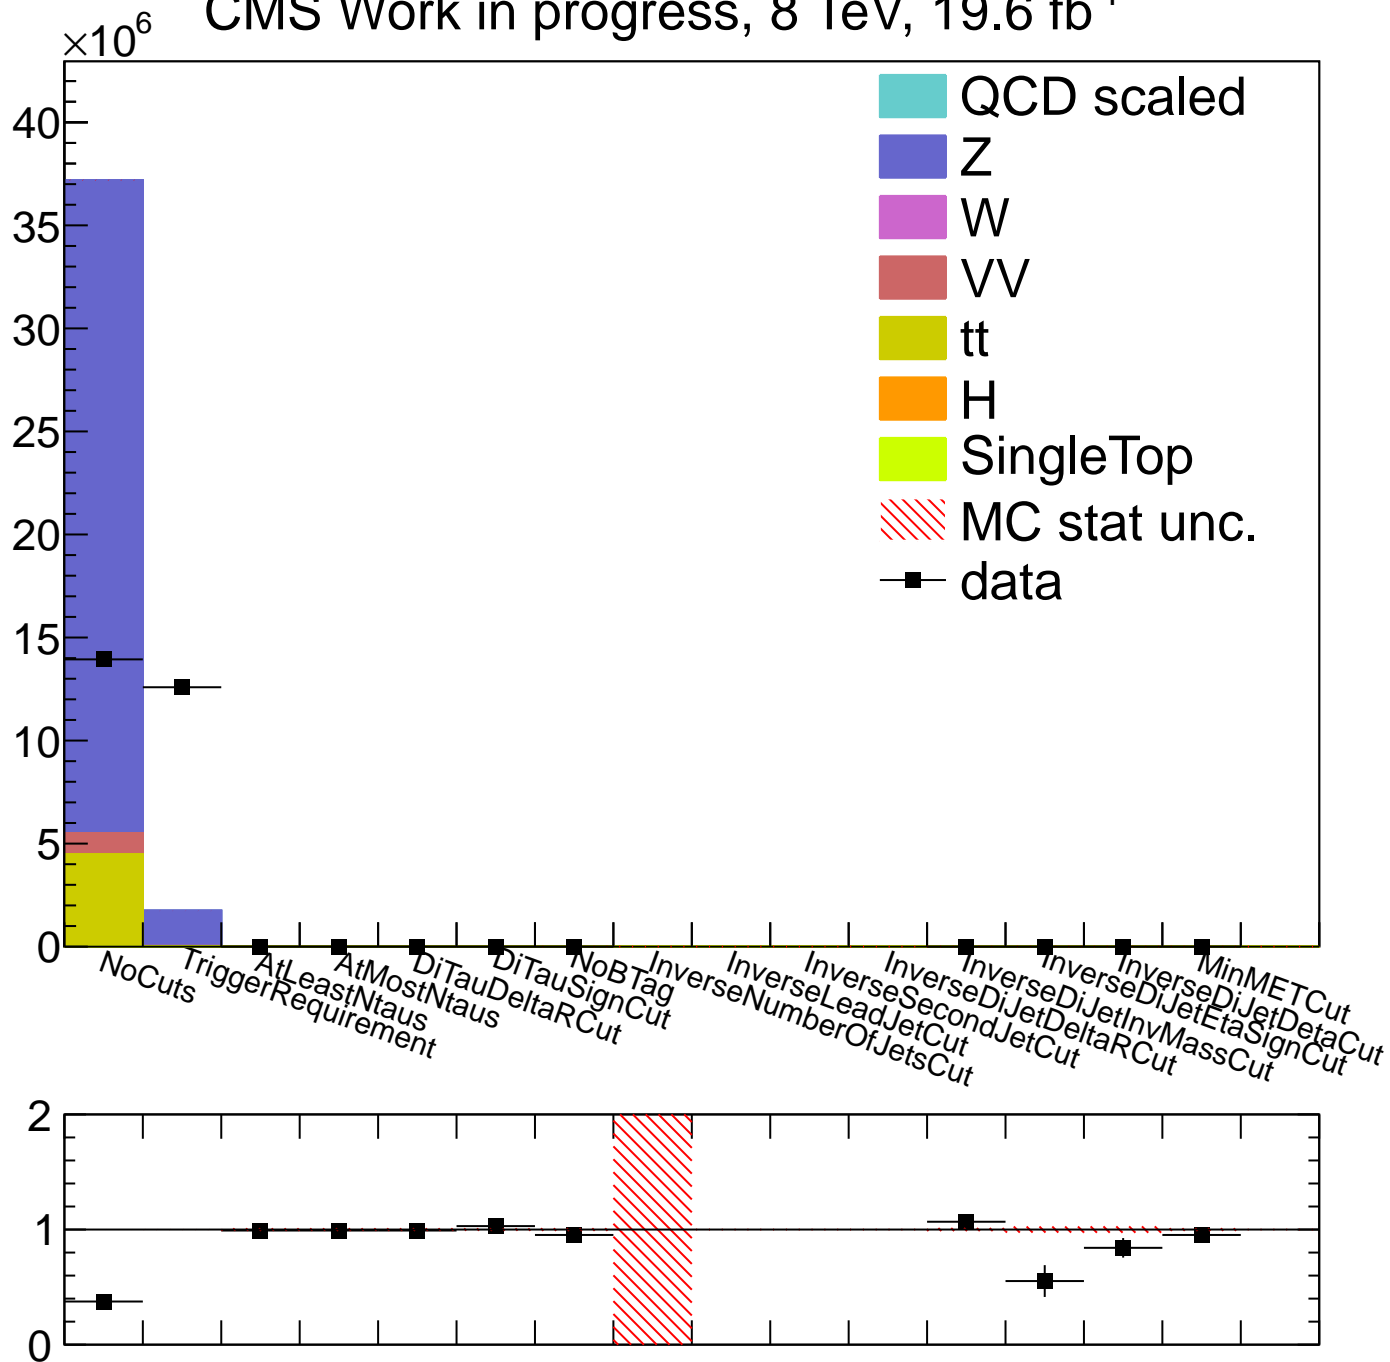 CMS Work in progress, 8 TeV, 19.6 fb
×10⁶
40
35
30
25
20
15
10
5
0
QCD scaled
Z
W
VV
tt
H
SingleTop
MC stat unc.
data
NoCuts
TriggerRequirement
AtLeastNtaus
AtMostNtaus
DiTauDeltaRCut
DiTauSignCut
NoBTag
InverseNumberOfJetsCut
InverseLeadJetCut
InverseSecondJetCut
InverseDiJetDeltaRCut
InverseDiJetInvMassCut
InverseDiJetEtaSignCut
InverseDiJetDetaCut
MinMETCut
2
1
0